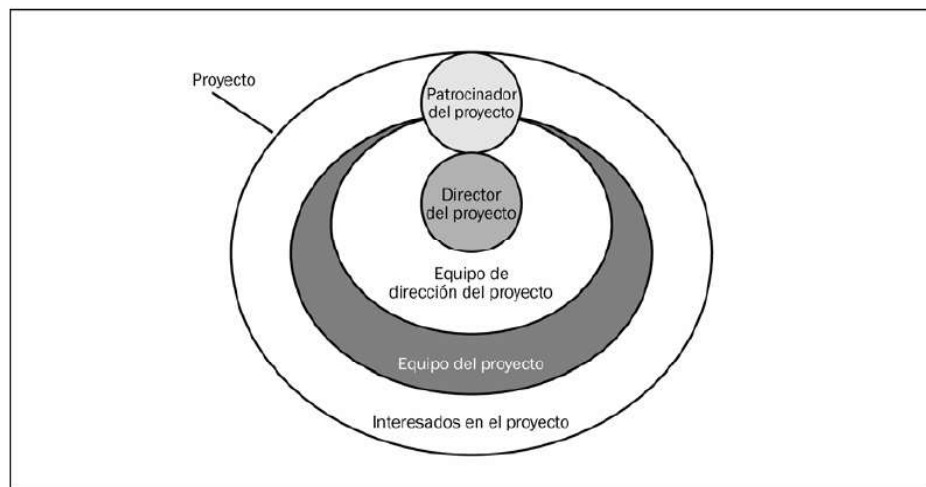 Proyecto
Patrocinador
del proyecto
Director
del proyecto
Equipo de
dirección del proyecto
Equipo del proyecto
Interesados en el proyecto